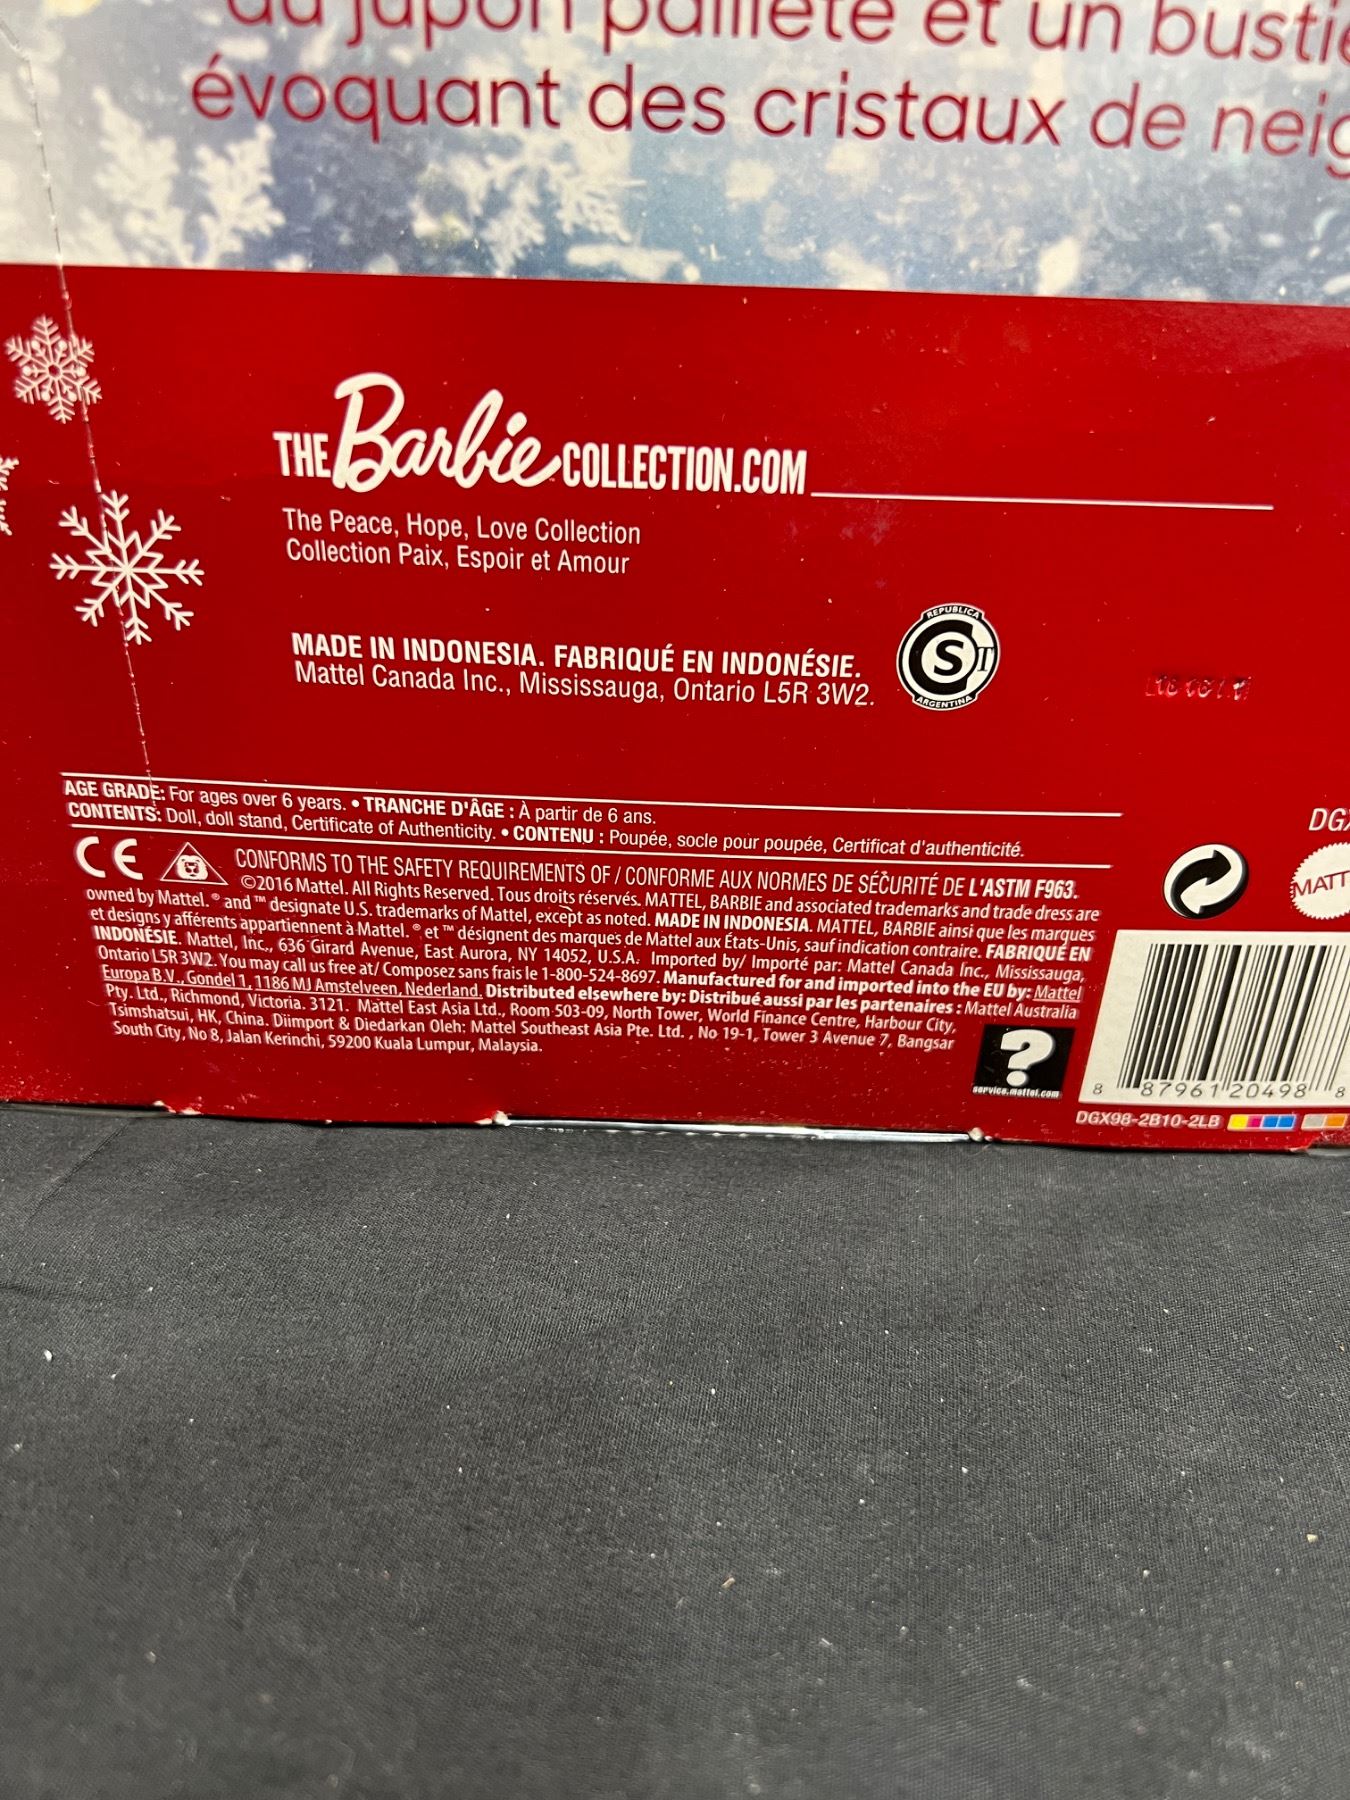 du jupon pailleté et un bustie
évoquant des cristaux de neig
THE Barbie COLLECTION.COM
The Peace, Hope, Love Collection
Collection Paix, Espoir et Amour
MADE IN INDONESIA. FABRIQUÉ EN INDONÉSIE.
Mattel Canada Inc., Mississauga, Ontario L5R 3W2.
REPUBLICA
S I
ARGENTINA
AGE GRADE: For ages over 6 years. • TRANCHE D'ÂGE : À partir de 6 ans.
CONTENTS: Doll, doll stand, Certificate of Authenticity. • CONTENU : Poupée, socle pour poupée, Certificat d'authenticité.
DGX
MATT
CE CONFORMS TO THE SAFETY REQUIREMENTS OF / CONFORME AUX NORMES DE SÉCURITÉ DE L'ASTM F963.
©2016 Mattel. All Rights Reserved. Tous droits réservés. MATTEL, BARBIE and associated trademarks and trade dress are
owned by Mattel. ® and ™ designate U.S. trademarks of Mattel, except as noted. MADE IN INDONESIA. MATTEL, BARBIE ainsi que les marques
et designs y afférents appartiennent à Mattel. ® et ™ désignent des marques de Mattel aux États-Unis, sauf indication contraire. FABRIQUÉ EN
INDONÉSIE. Mattel, Inc., 636 Girard Avenue, East Aurora, NY 14052, U.S.A. Imported by/ Importé par: Mattel Canada Inc., Mississauga,
Ontario L5R 3W2. You may call us free at/ Composez sans frais le 1-800-524-8697. Manufactured for and imported into the EU by: Mattel
Europa B.V., Gondel 1, 1186 MJ Amstelveen, Nederland. Distributed elsewhere by: Distribué aussi par les partenaires : Mattel Australia
Pty. Ltd., Richmond, Victoria. 3121. Mattel East Asia Ltd., Room 503-09, North Tower, World Finance Centre, Harbour City,
Tsimshatsui, HK, China. Diimport & Diedarkan Oleh: Mattel Southeast Asia Pte. Ltd. , No 19-1, Tower 3 Avenue 7, Bangsar
South City, No 8, Jalan Kerinchi, 59200 Kuala Lumpur, Malaysia.
?
service.mattel.com
8 87961 20498 8
DGX98-2B10-2LB